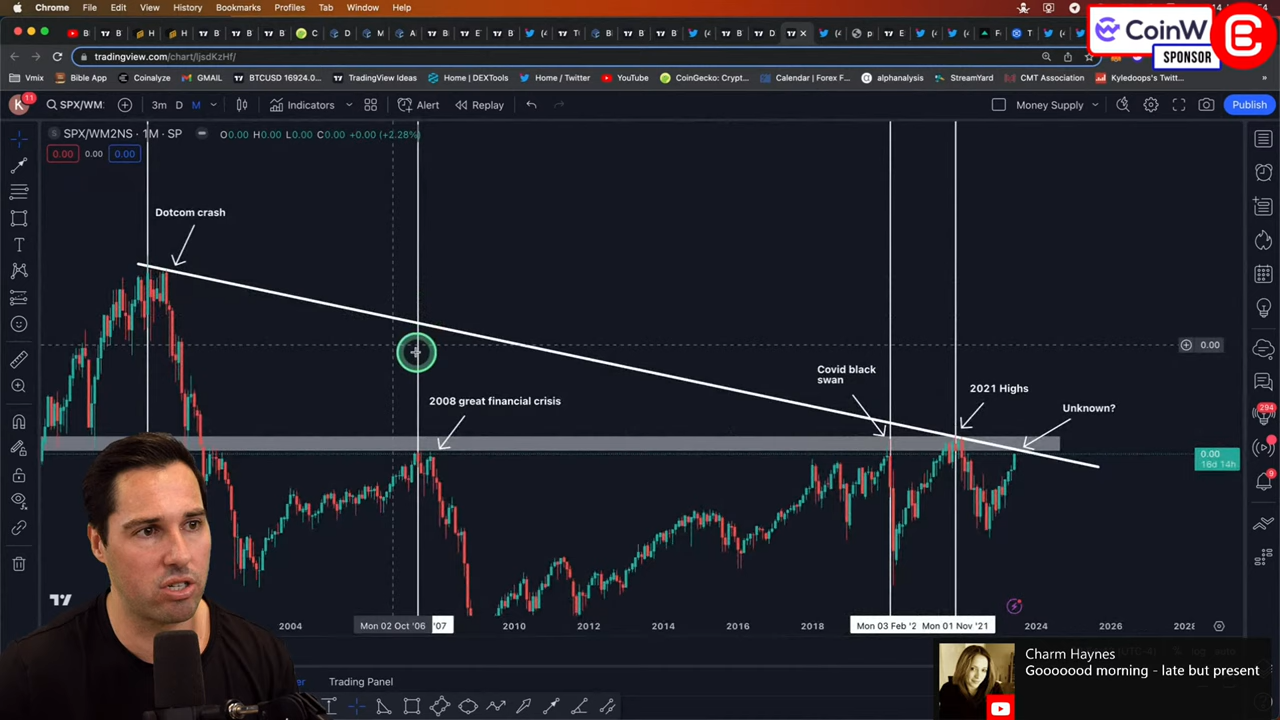 Chrome File Edit View History Bookmarks Profiles Tab Window Help
CoinW
SPONSOR
tradingview.com/chart/ljsdKzHf/
Vmix Bible App Coinalyze GMAIL BTCUSD 16924.0... TradingView Ideas Home | DEXTools Home / Twitter YouTube CoinGecko: Crypt... Calendar | Forex F... alphanalysis StreamYard CMT Association Kyledoops's Twitt...
K 11 SPX/WM: 3m D M Indicators Alert Replay Money Supply Publish
SPX/WM2NS · 1M · SP O0.00 H0.00 L0.00 C0.00 +0.00 (+2.28%)
0.00 0.00 0.00
Dotcom crash
0.00
Covid black
swan
2021 Highs
2008 great financial crisis
Unknown?
294
0.00
16d 14h
9
2004 Mon 02 Oct '06 '07 2010 2012 2014 2016 2018 Mon 03 Feb '2 Mon 01 Nov '21 2024 2026 2028
Charm Haynes
Gooooood morning - late but present
Trading Panel